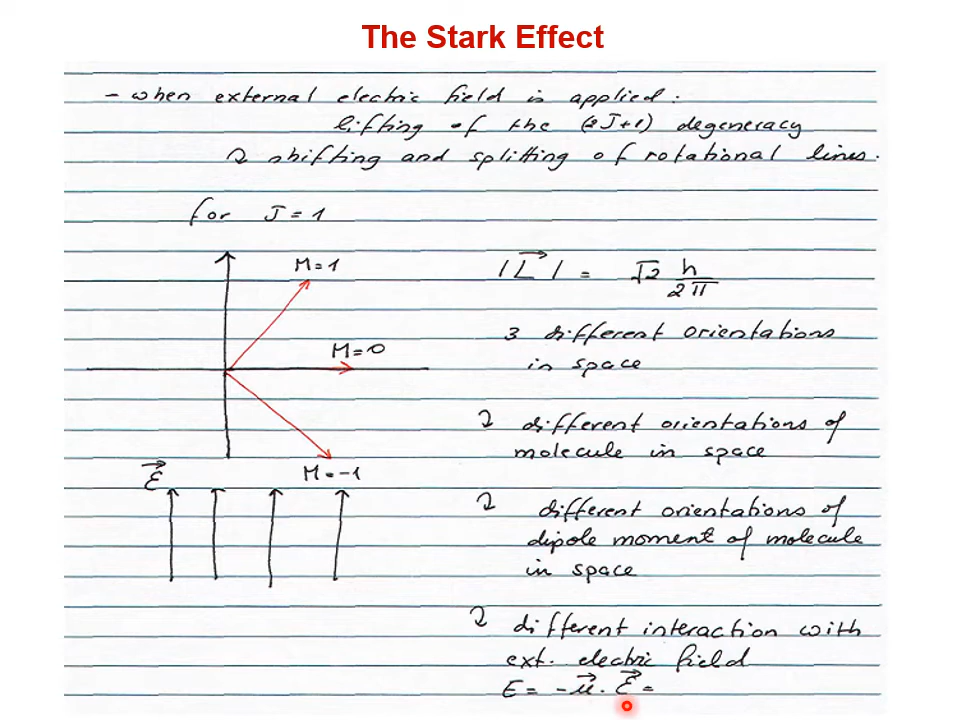 The Stark Effect
- when external electric field is applied:
lifting of the (2J+1) degeneracy
↷ shifting and splitting of rotational lines.
for J = 1
M=1
|L⃗| = √2 h/2π
3 different orientations
in space
M=0
↷ different orientations of
molecule in space
M=-1
ℰ⃗
↷ different orientations of
dipole moment of molecule
in space
↷ different interaction with
ext. electric field
E = -μ⃗ . ℰ⃗ =